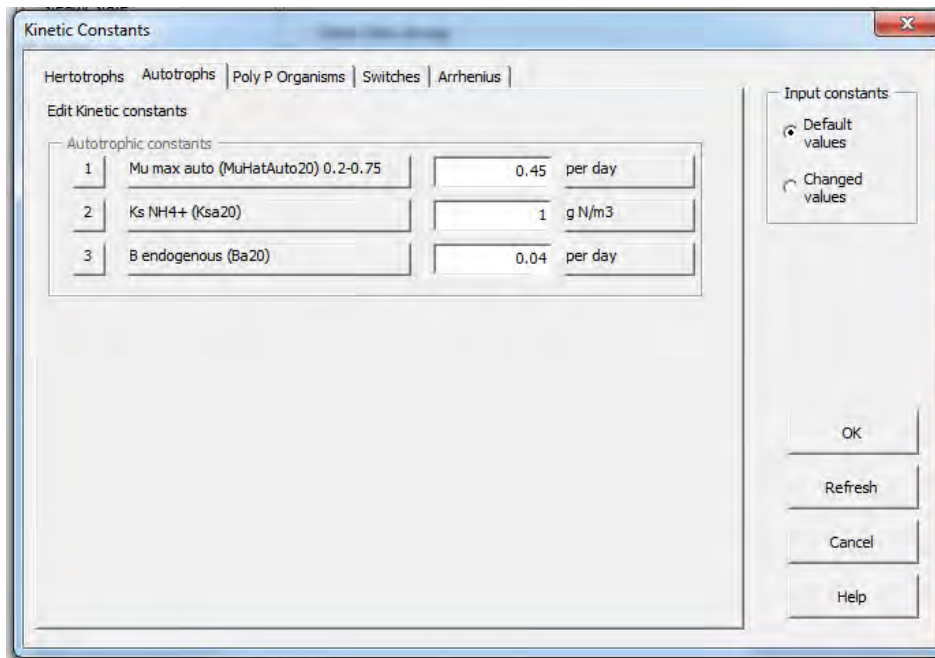 Kinetic Constants
Hertotrophs Autotrophs Poly P Organisms Switches Arrhenius
Edit Kinetic constants
Autotrophic constants
1 Mu max auto (MuHatAuto20) 0.2-0.75 0.45 per day
2 Ks NH4+ (Ksa20) 1 g N/m3
3 B endogenous (Ba20) 0.04 per day
Input constants
Default
values
Changed
values
OK
Refresh
Cancel
Help